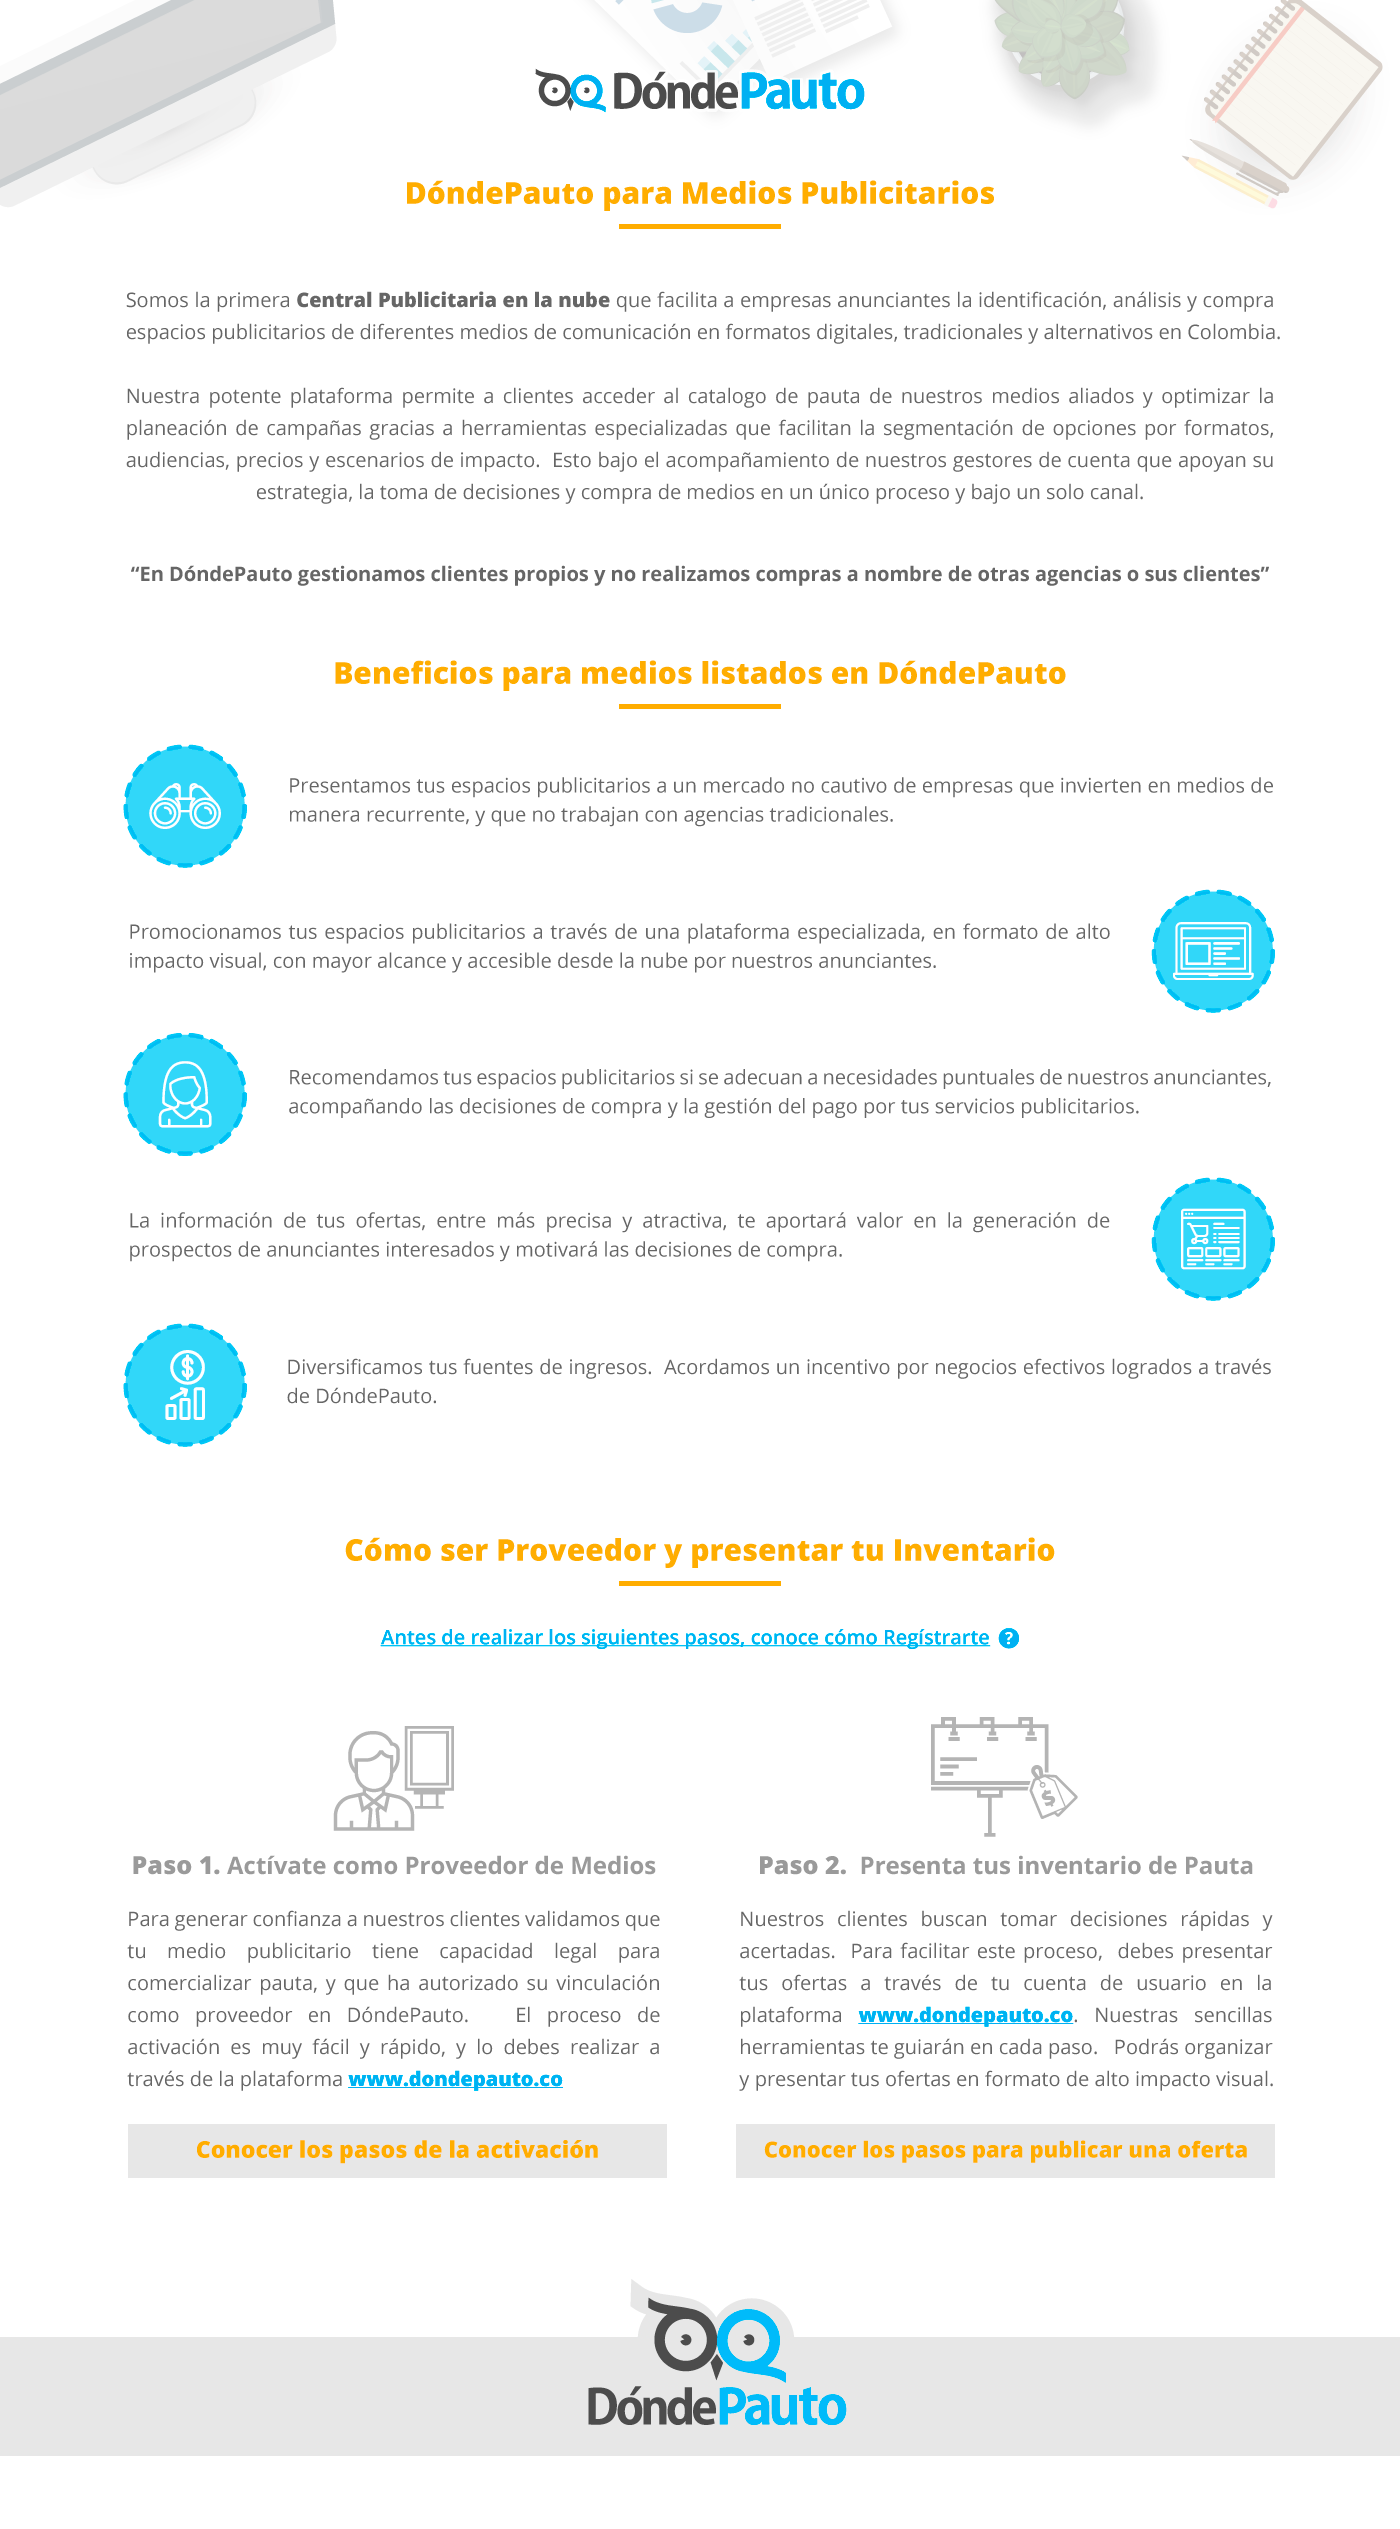 DóndePauto
DóndePauto para Medios Publicitarios
Somos la primera Central Publicitaria en la nube que facilita a empresas anunciantes la identificación, análisis y compra
espacios publicitarios de diferentes medios de comunicación en formatos digitales, tradicionales y alternativos en Colombia.
Nuestra potente plataforma permite a clientes acceder al catalogo de pauta de nuestros medios aliados y optimizar la
planeación de campañas gracias a herramientas especializadas que facilitan la segmentación de opciones por formatos,
audiencias, precios y escenarios de impacto. Esto bajo el acompañamiento de nuestros gestores de cuenta que apoyan su
estrategia, la toma de decisiones y compra de medios en un único proceso y bajo un solo canal.
“En DóndePauto gestionamos clientes propios y no realizamos compras a nombre de otras agencias o sus clientes”
Beneficios para medios listados en DóndePauto
Presentamos tus espacios publicitarios a un mercado no cautivo de empresas que invierten en medios de
manera recurrente, y que no trabajan con agencias tradicionales.
Promocionamos tus espacios publicitarios a través de una plataforma especializada, en formato de alto
impacto visual, con mayor alcance y accesible desde la nube por nuestros anunciantes.
Recomendamos tus espacios publicitarios si se adecuan a necesidades puntuales de nuestros anunciantes,
acompañando las decisiones de compra y la gestión del pago por tus servicios publicitarios.
La información de tus ofertas, entre más precisa y atractiva, te aportará valor en la generación de
prospectos de anunciantes interesados y motivará las decisiones de compra.
Diversificamos tus fuentes de ingresos. Acordamos un incentivo por negocios efectivos logrados a través
de DóndePauto.
Cómo ser Proveedor y presentar tu Inventario
Antes de realizar los siguientes pasos, conoce cómo Regístrarte ?
Paso 1. Actívate como Proveedor de Medios
Para generar confianza a nuestros clientes validamos que
tu medio publicitario tiene capacidad legal para
comercializar pauta, y que ha autorizado su vinculación
como proveedor en DóndePauto. El proceso de
activación es muy fácil y rápido, y lo debes realizar a
través de la plataforma www.dondepauto.co
Conocer los pasos de la activación
Paso 2. Presenta tus inventario de Pauta
Nuestros clientes buscan tomar decisiones rápidas y
acertadas. Para facilitar este proceso, debes presentar
tus ofertas a través de tu cuenta de usuario en la
plataforma www.dondepauto.co. Nuestras sencillas
herramientas te guiarán en cada paso. Podrás organizar
y presentar tus ofertas en formato de alto impacto visual.
Conocer los pasos para publicar una oferta
DóndePauto